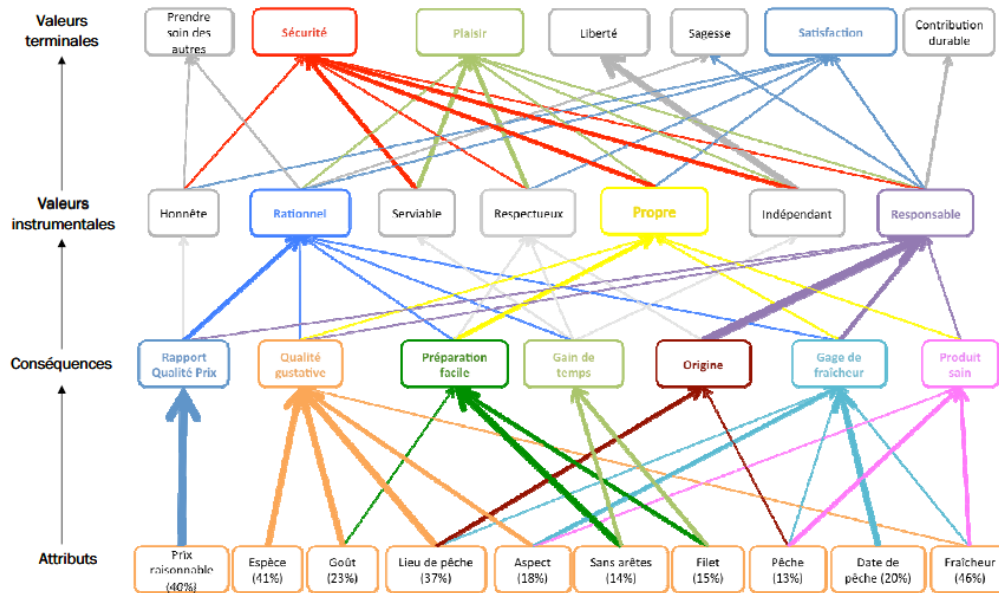 Valeurs
terminales
Prendre
soin des
autres
Sécurité
Plaisir
Liberté
Sagesse
Satisfaction
Contribution
durable
Valeurs
instrumentales
Honnête
Rationnel
Serviable
Respectueux
Propre
Indépendant
Responsable
Conséquences
Rapport
Qualité Prix
Qualité
gustative
Préparation
facile
Gain de
temps
Origine
Gage de
fraîcheur
Produit
sain
Attributs
Prix
raisonnable
(40%)
Espèce
(41%)
Goût
(23%)
Lieu de pêche
(37%)
Aspect
(18%)
Sans arêtes
(14%)
Filet
(15%)
Pêche
(13%)
Date de
pêche (20%)
Fraîcheur
(46%)